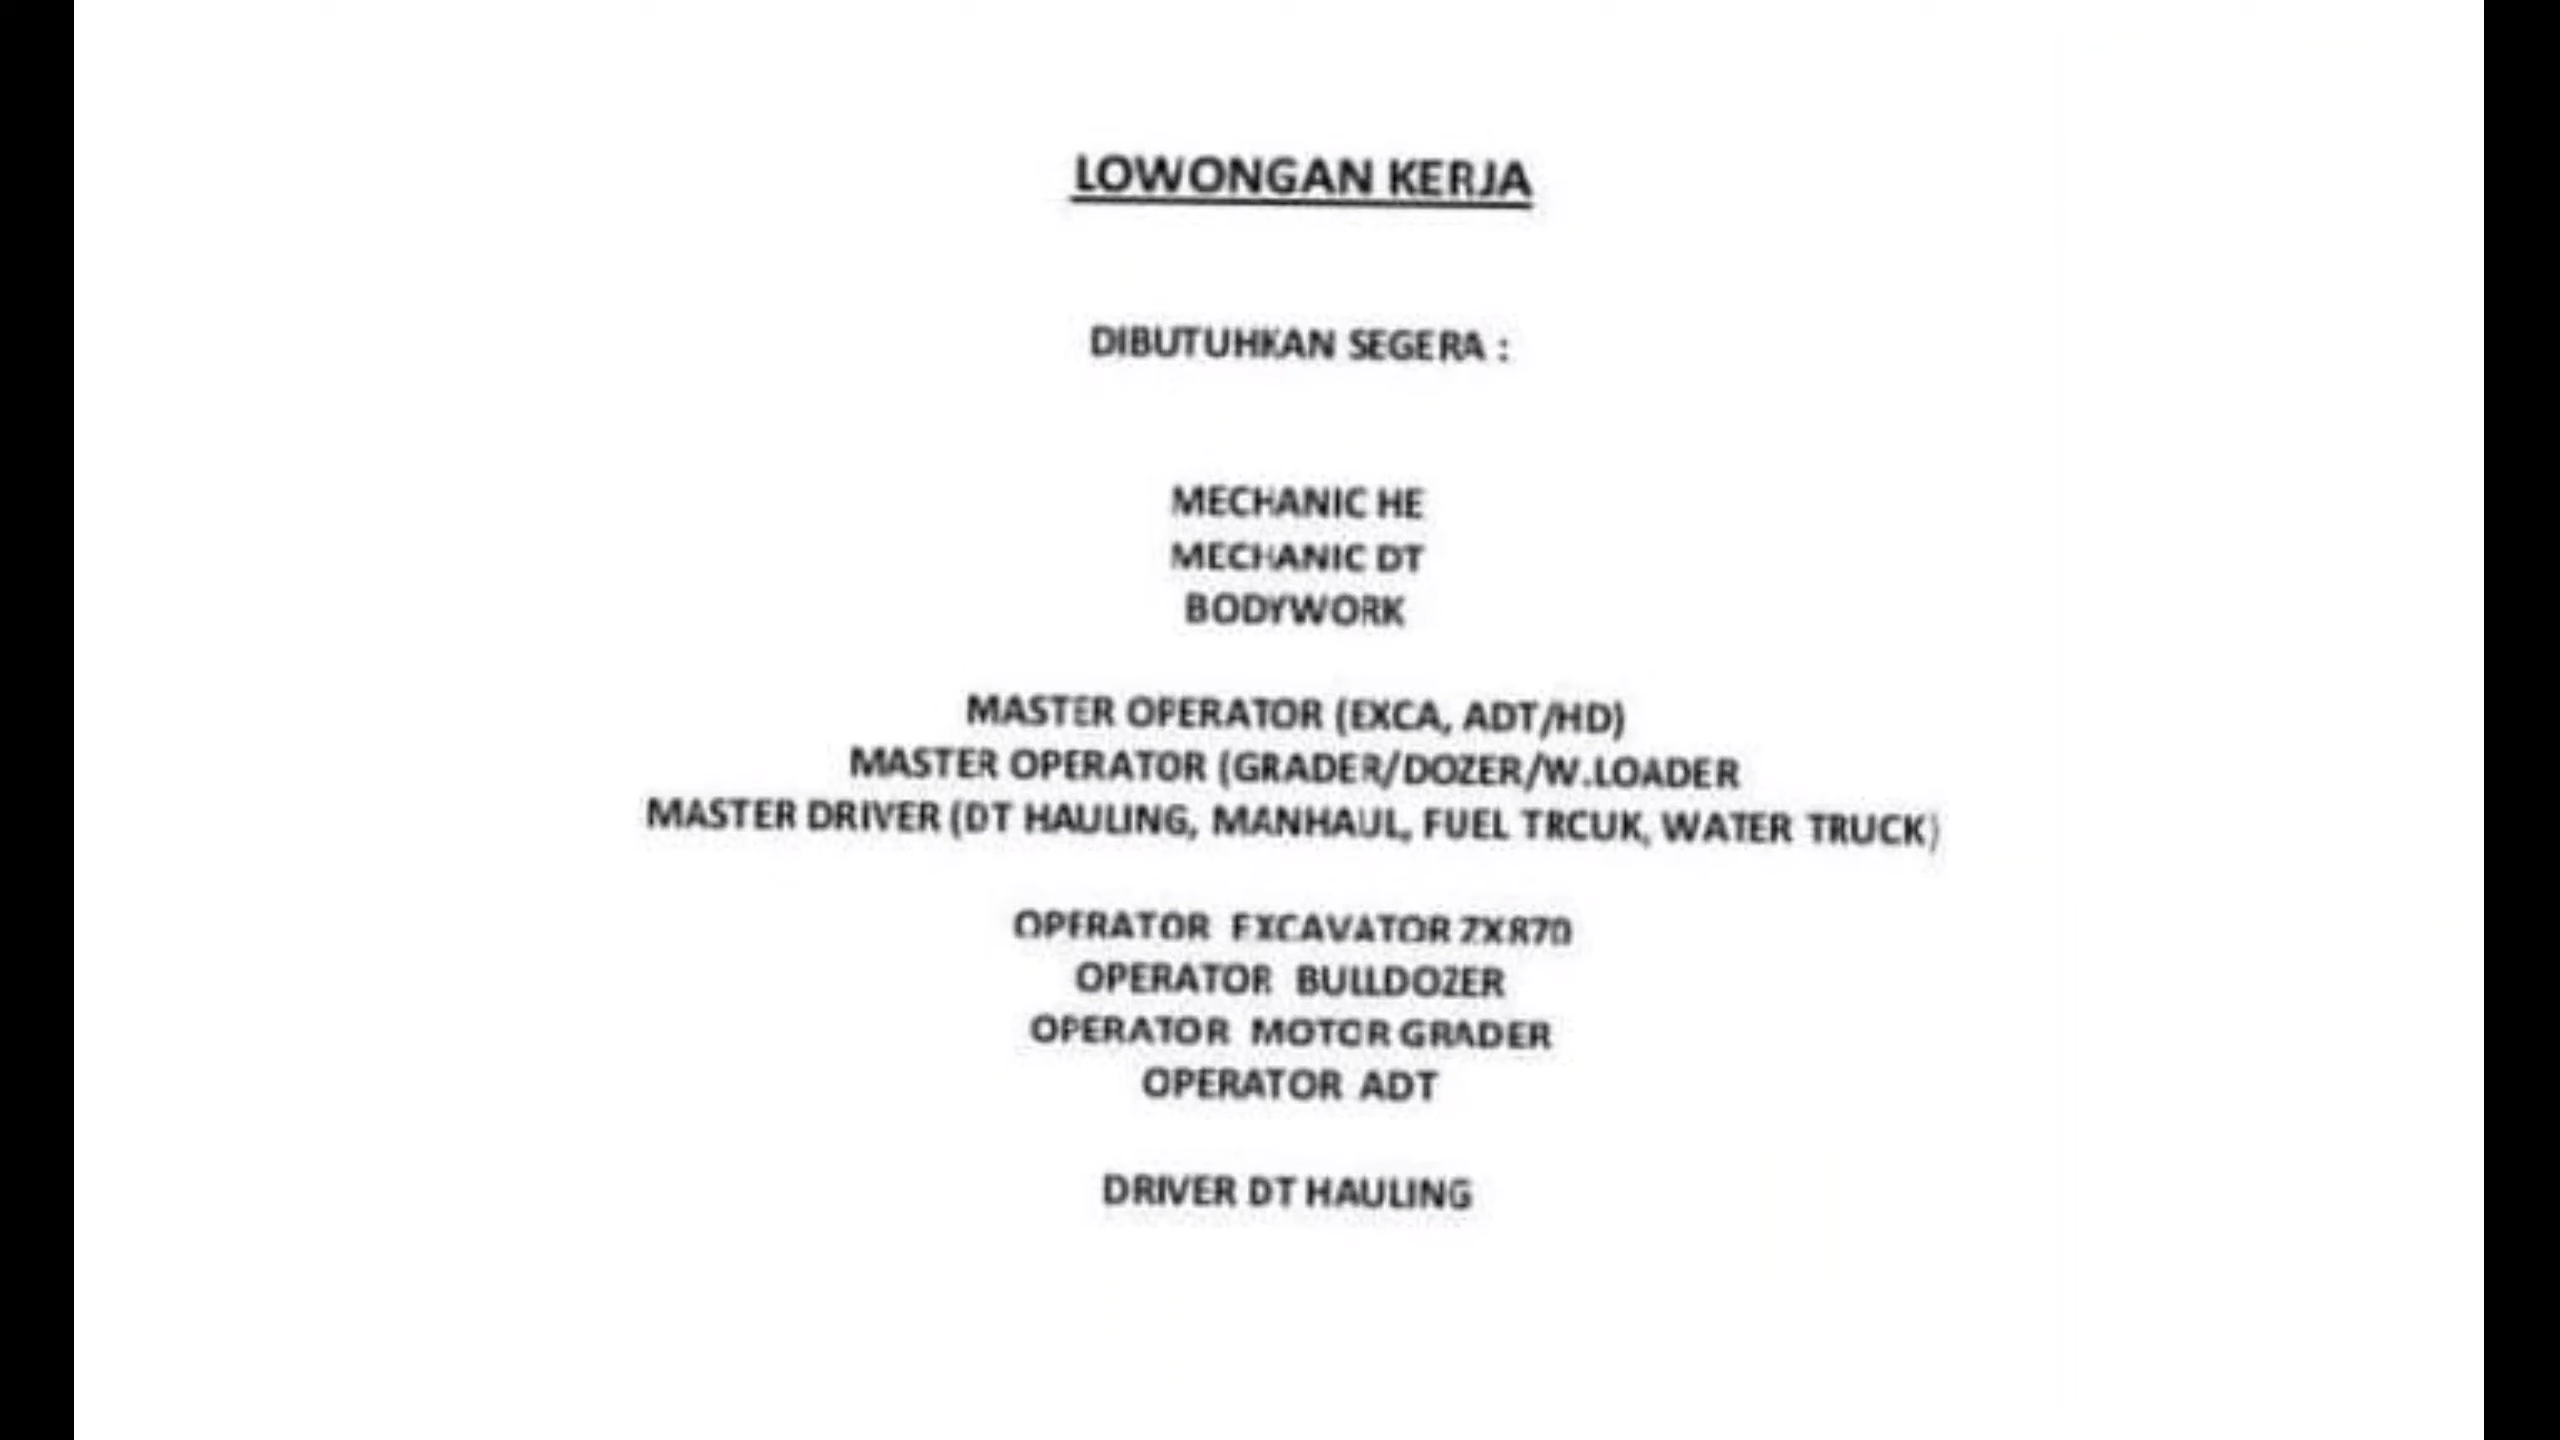 LOWONGAN KERJA
DIBUTUHKAN SEGERA :
MECHANIC HE
MECHANIC DT
BODYWORK
MASTER OPERATOR (EXCA, ADT/HD)
MASTER OPERATOR (GRADER/DOZER/W.LOADER
MASTER DRIVER (DT HAULING, MANHAUL, FUEL TRCUK, WATER TRUCK)
OPERATOR EXCAVATOR ZX870
OPERATOR BULLDOZER
OPERATOR MOTOR GRADER
OPERATOR ADT
DRIVER DT HAULING